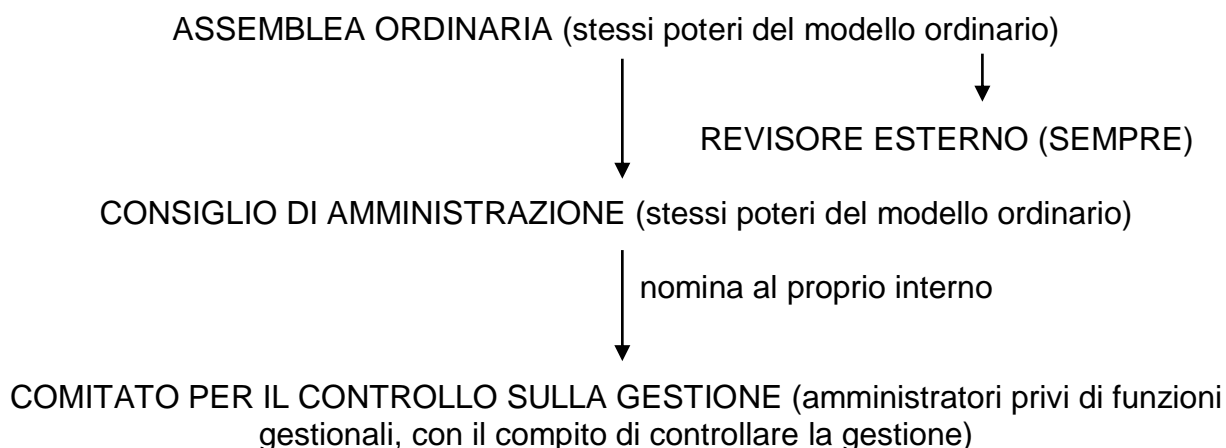 ASSEMBLEA ORDINARIA (stessi poteri del modello ordinario)
REVISORE ESTERNO (SEMPRE)
CONSIGLIO DI AMMINISTRAZIONE (stessi poteri del modello ordinario)
nomina al proprio interno
COMITATO PER IL CONTROLLO SULLA GESTIONE (amministratori privi di funzioni
gestionali, con il compito di controllare la gestione)